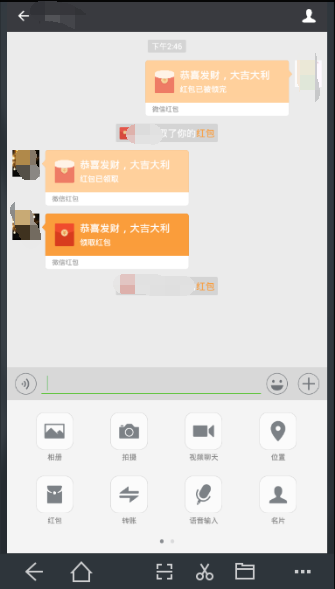 下午2:46
恭喜发财，大吉大利
红包已被领完
微信红包
了你的红包
恭喜发财，大吉大利
红包已领取
微信红包
恭喜发财，大吉大利
领取红包
微信红包
红包
相册
拍摄
视频聊天
位置
红包
转账
语音输入
名片